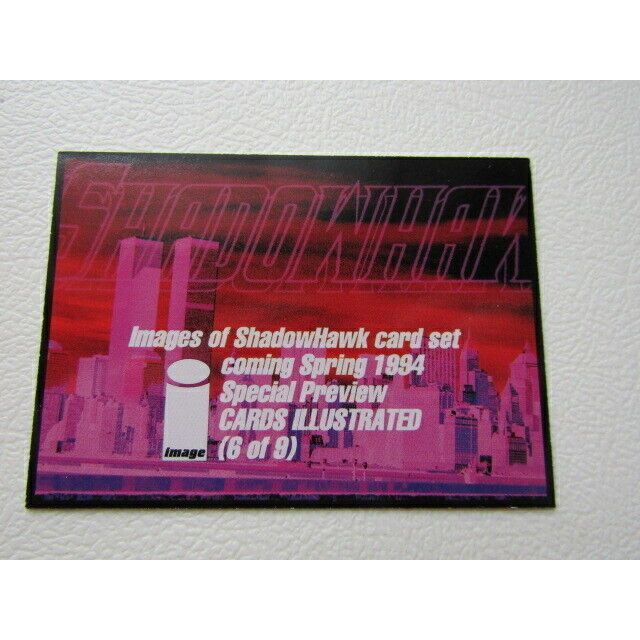 SHADOWHAWK
Images of ShadowHawk card set
coming Spring 1994
Special Preview
CARDS ILLUSTRATED
(6 of 9)
image